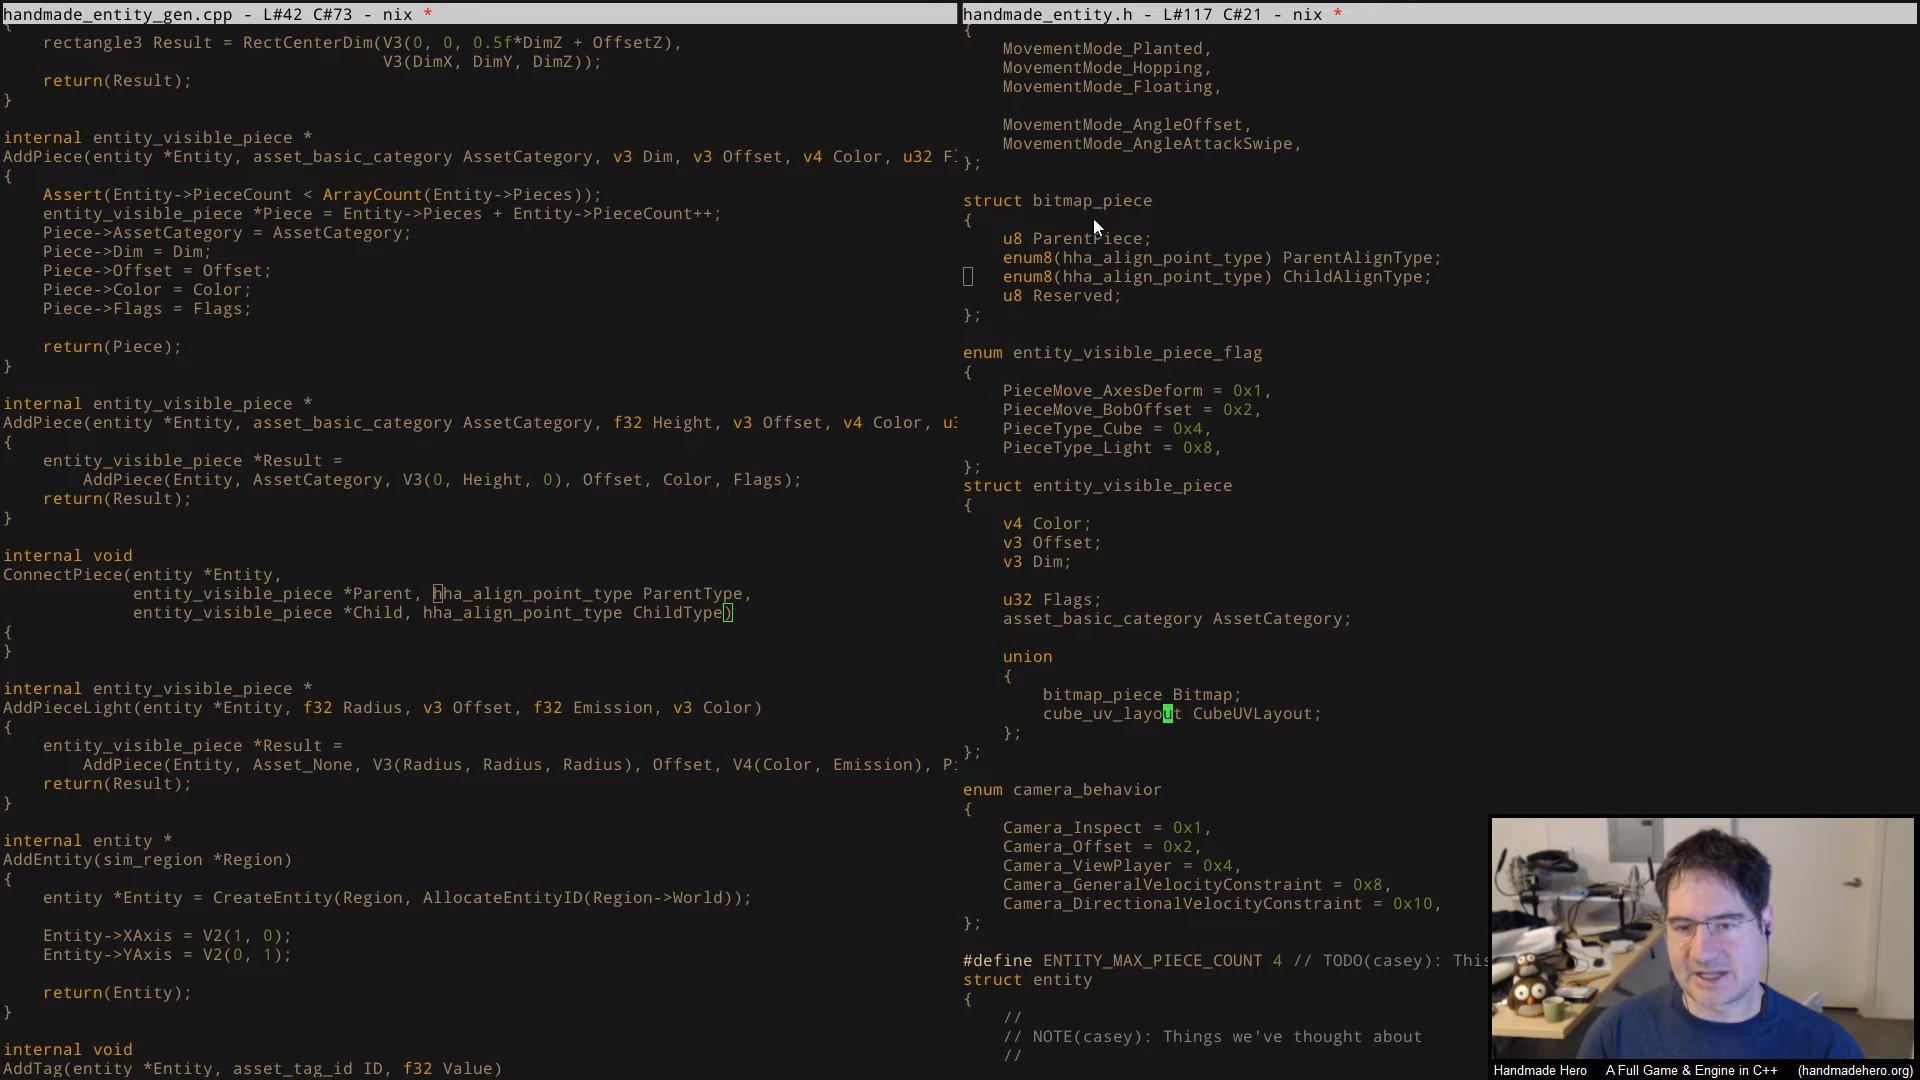 handmade_entity_gen.cpp - L#42 C#73 - nix *
{
    rectangle3 Result = RectCenterDim(V3(0, 0, 0.5f*DimZ + OffsetZ),
                                      V3(DimX, DimY, DimZ));
    return(Result);
}

internal entity_visible_piece *
AddPiece(entity *Entity, asset_basic_category AssetCategory, v3 Dim, v3 Offset, v4 Color, u32 Fl
{
    Assert(Entity->PieceCount < ArrayCount(Entity->Pieces));
    entity_visible_piece *Piece = Entity->Pieces + Entity->PieceCount++;
    Piece->AssetCategory = AssetCategory;
    Piece->Dim = Dim;
    Piece->Offset = Offset;
    Piece->Color = Color;
    Piece->Flags = Flags;

    return(Piece);
}

internal entity_visible_piece *
AddPiece(entity *Entity, asset_basic_category AssetCategory, f32 Height, v3 Offset, v4 Color, u3
{
    entity_visible_piece *Result =
        AddPiece(Entity, AssetCategory, V3(0, Height, 0), Offset, Color, Flags);
    return(Result);
}

internal void
ConnectPiece(entity *Entity,
             entity_visible_piece *Parent, hha_align_point_type ParentType,
             entity_visible_piece *Child, hha_align_point_type ChildType)
{
}

internal entity_visible_piece *
AddPieceLight(entity *Entity, f32 Radius, v3 Offset, f32 Emission, v3 Color)
{
    entity_visible_piece *Result =
        AddPiece(Entity, Asset_None, V3(Radius, Radius, Radius), Offset, V4(Color, Emission), P
    return(Result);
}

internal entity *
AddEntity(sim_region *Region)
{
    entity *Entity = CreateEntity(Region, AllocateEntityID(Region->World));

    Entity->XAxis = V2(1, 0);
    Entity->YAxis = V2(0, 1);

    return(Entity);
}

internal void
AddTag(entity *Entity, asset_tag_id ID, f32 Value)
handmade_entity.h - L#117 C#21 - nix *
{
    MovementMode_Planted,
    MovementMode_Hopping,
    MovementMode_Floating,

    MovementMode_AngleOffset,
    MovementMode_AngleAttackSwipe,
};

struct bitmap_piece
{
    u8 ParentPiece;
    enum8(hha_align_point_type) ParentAlignType;
    enum8(hha_align_point_type) ChildAlignType;
    u8 Reserved;
};

enum entity_visible_piece_flag
{
    PieceMove_AxesDeform = 0x1,
    PieceMove_BobOffset = 0x2,
    PieceType_Cube = 0x4,
    PieceType_Light = 0x8,
};
struct entity_visible_piece
{
    v4 Color;
    v3 Offset;
    v3 Dim;

    u32 Flags;
    asset_basic_category AssetCategory;

    union
    {
        bitmap_piece Bitmap;
        cube_uv_layout CubeUVLayout;
    };
};

enum camera_behavior
{
    Camera_Inspect = 0x1,
    Camera_Offset = 0x2,
    Camera_ViewPlayer = 0x4,
    Camera_GeneralVelocityConstraint = 0x8,
    Camera_DirectionalVelocityConstraint = 0x10,
};

#define ENTITY_MAX_PIECE_COUNT 4 // TODO(casey): This
struct entity
{
    //
    // NOTE(casey): Things we've thought about
    //
Handmade Hero A Full Game & Engine in C++ (handmadehero.org)